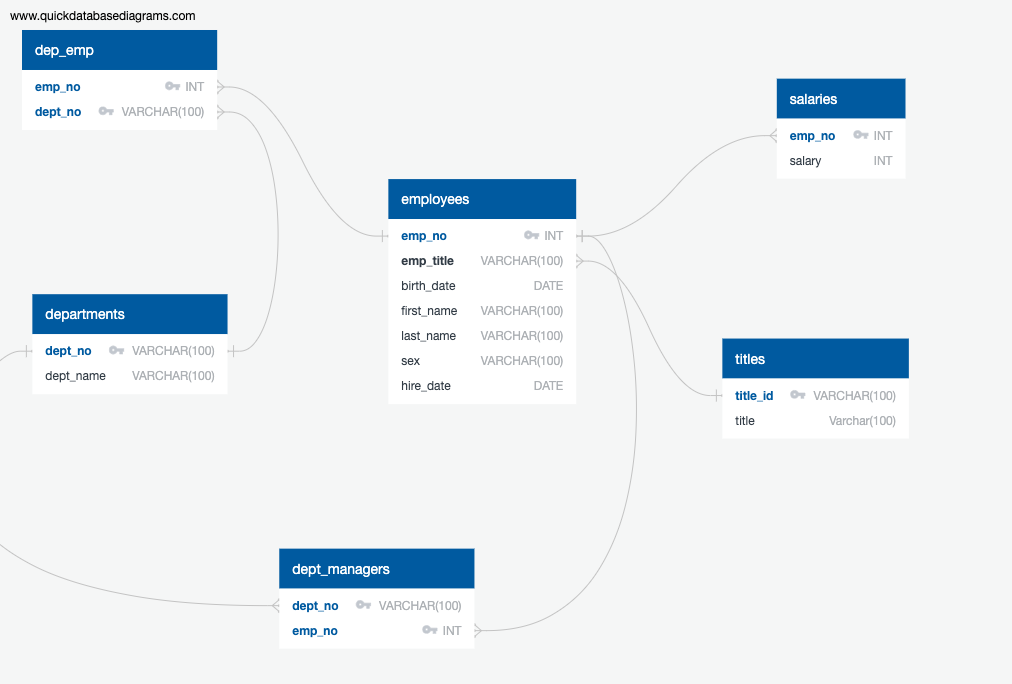 www.quickdatabasediagrams.com
dep_emp
emp_no INT
dept_no VARCHAR(100)
salaries
emp_no INT
salary INT
employees
emp_no INT
emp_title VARCHAR(100)
birth_date DATE
first_name VARCHAR(100)
last_name VARCHAR(100)
sex VARCHAR(100)
hire_date DATE
departments
dept_no VARCHAR(100)
dept_name VARCHAR(100)
titles
title_id VARCHAR(100)
title Varchar(100)
dept_managers
dept_no VARCHAR(100)
emp_no INT